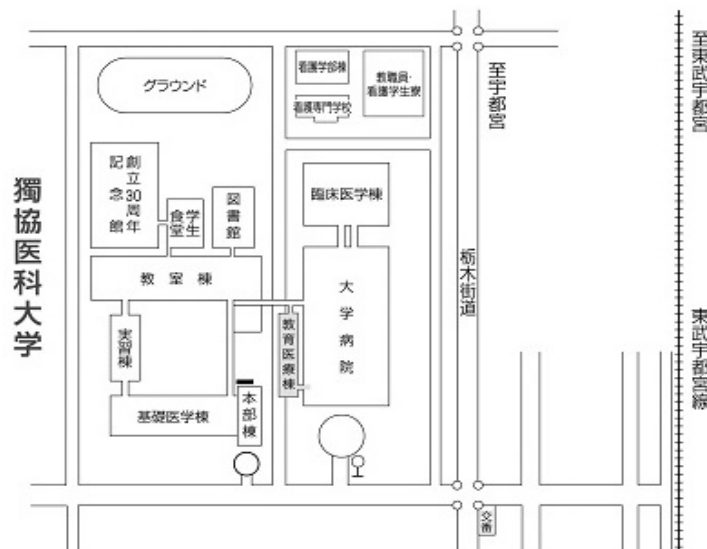 獨協医科大学
グラウンド
看護学部棟
看護専門学校
教職員・
看護学生寮
至宇都宮
至東武宇都宮
創立30周年
記念館
学生
食堂
図書館
臨床医学棟
教室棟
大学病院
栃木街道
実習棟
教育医療棟
東武宇都宮線
基礎医学棟
本部棟
交番